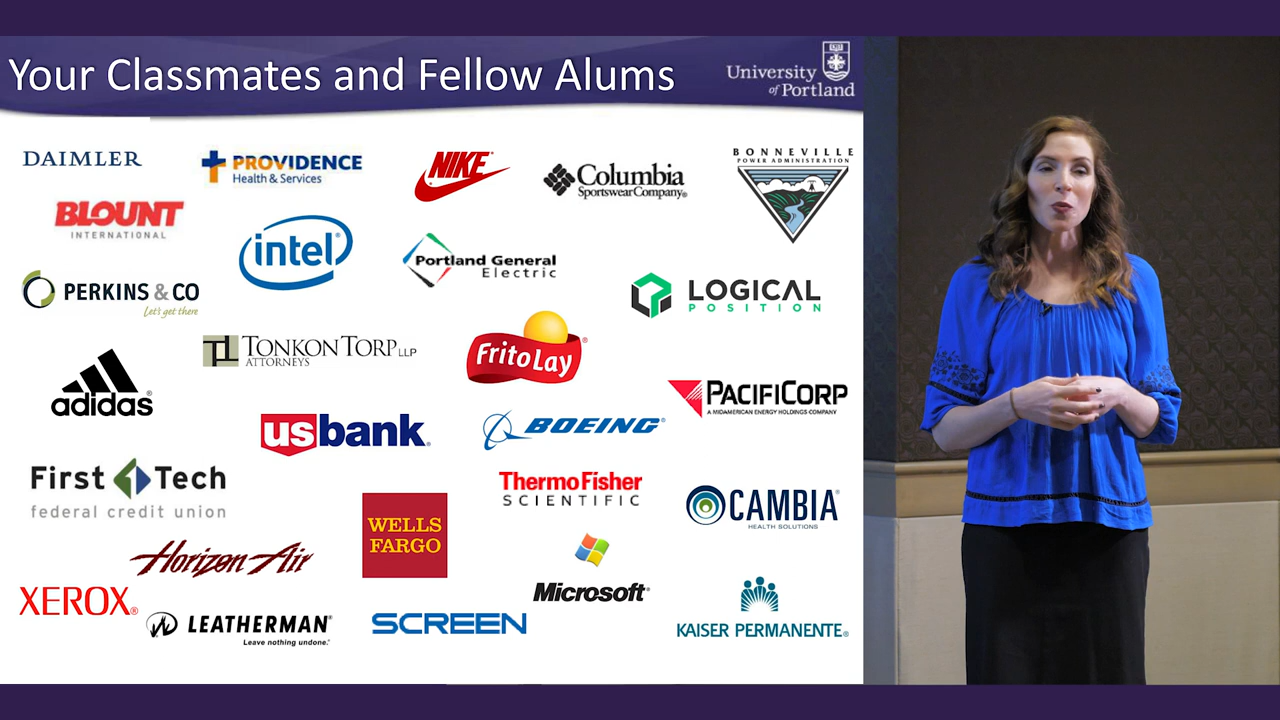 Your Classmates and Fellow Alums
University
of Portland
DAIMLER
PROVIDENCE
Health & Services
NIKE
Columbia
Sportswear Company®
BONNEVILLE
POWER ADMINISTRATION
BLOUNT
INTERNATIONAL
intel®
Portland General
Electric
PERKINS & CO
Let's get there
LOGICAL
POSITION
TONKON TORP LLP
ATTORNEYS
Frito Lay®
adidas®
PACIFICORP
A MIDAMERICAN ENERGY HOLDINGS COMPANY
usbank®
BOEING®
First Tech
federal credit union
ThermoFisher
SCIENTIFIC
CAMBIA®
HEALTH SOLUTIONS
WELLS
FARGO
Horizon Air
Microsoft®
XEROX®
LEATHERMAN®
Leave nothing undone.®
SCREEN
KAISER PERMANENTE®